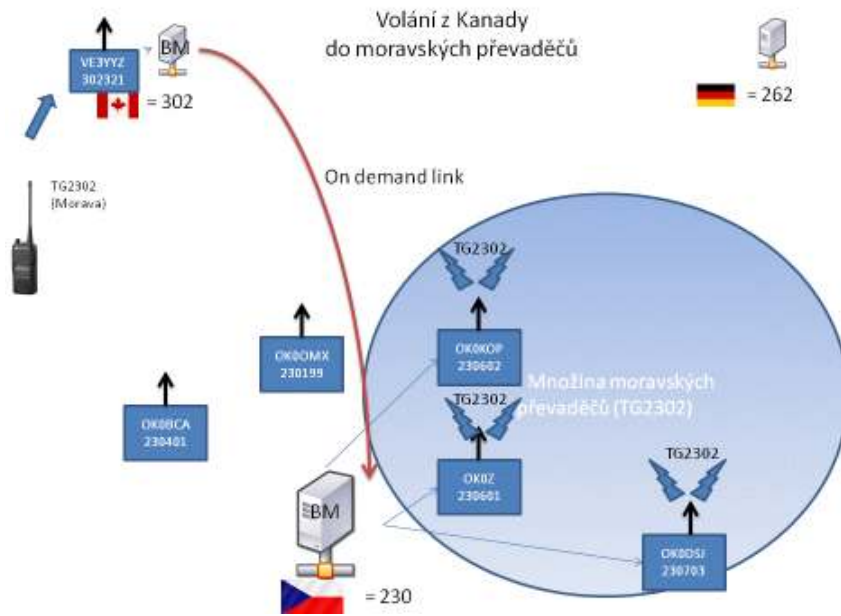 Volání z Kanady
do moravských převaděčů
BM
VE3YYZ
302321
= 302
= 262
TG2302
(Morava)
On demand link
TG2302
OK0OMX
230199
OK0KOP
230602
Množina moravských
převaděčů (TG2302)
TG2302
OK0BCA
230401
OK0Z
230601
TG2302
BM
OK0DSJ
230703
= 230